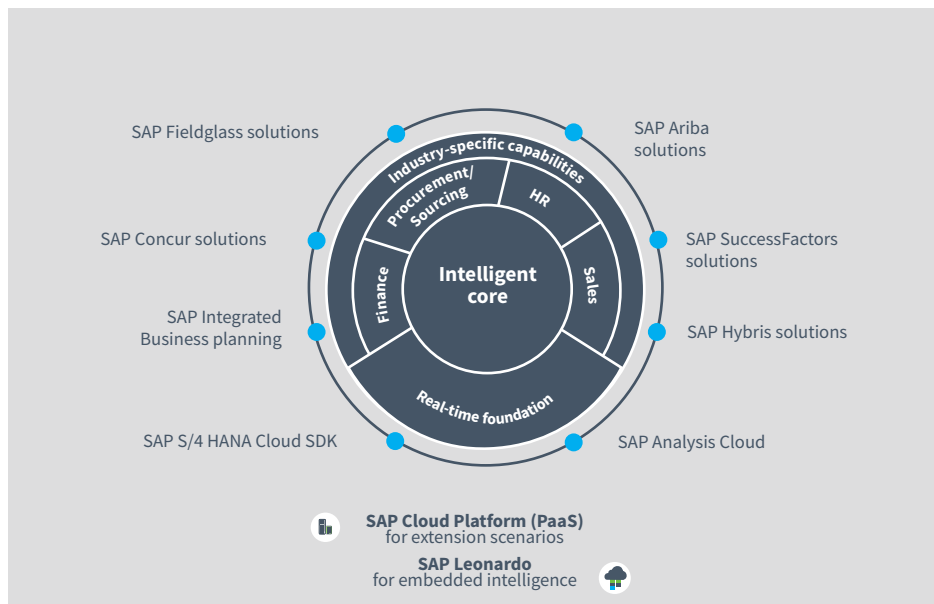 SAP Fieldglass solutions
SAP Ariba
solutions
Industry-specific capabilities
Procurement/
Sourcing
HR
SAP Concur solutions
SAP SuccessFactors
solutions
Intelligent
core
Finance
Sales
SAP Integrated
Business planning
SAP Hybris solutions
Real-time foundation
SAP S/4 HANA Cloud SDK
SAP Analysis Cloud
SAP Cloud Platform (PaaS)
for extension scenarios
SAP Leonardo
for embedded intelligence